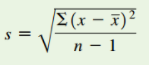 s = √(Σ(x − x̄)² / (n − 1))